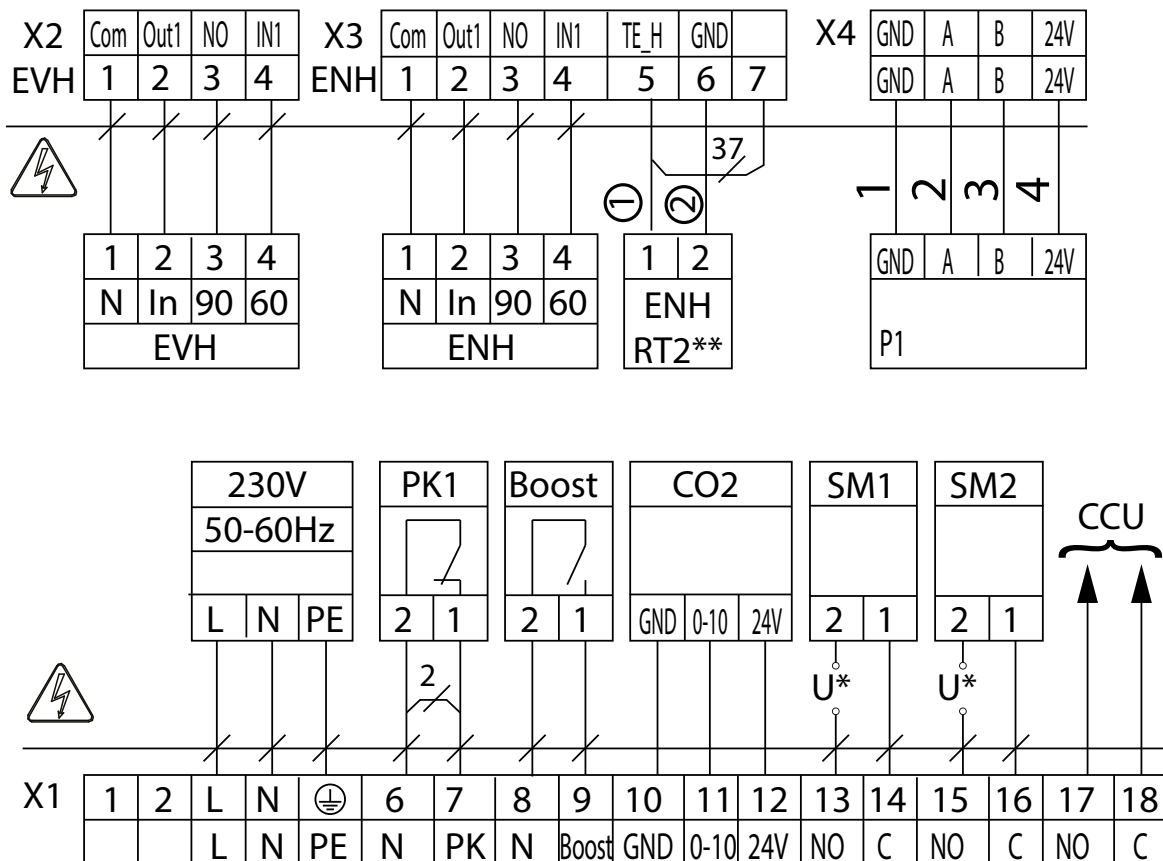 X2 Com Out1 NO IN1 X3 Com Out1 NO IN1 TE_H GND X4 GND A B 24V
EVH 1 2 3 4 ENH 1 2 3 4 5 6 7 GND A B 24V
37
① ② 1 2 3 4
1 2 3 4 1 2 3 4 1 2 GND A B 24V
N In 90 60 N In 90 60 ENH
EVH ENH RT2** P1
230V PK1 Boost CO2 SM1 SM2
50-60Hz CCU
L N PE 2 1 2 1 GND 0-10 24V 2 1 2 1
2 U* U*
X1 1 2 L N ⏚ 6 7 8 9 10 11 12 13 14 15 16 17 18
L N PE N PK N Boost GND 0-10 24V NO C NO C NO C